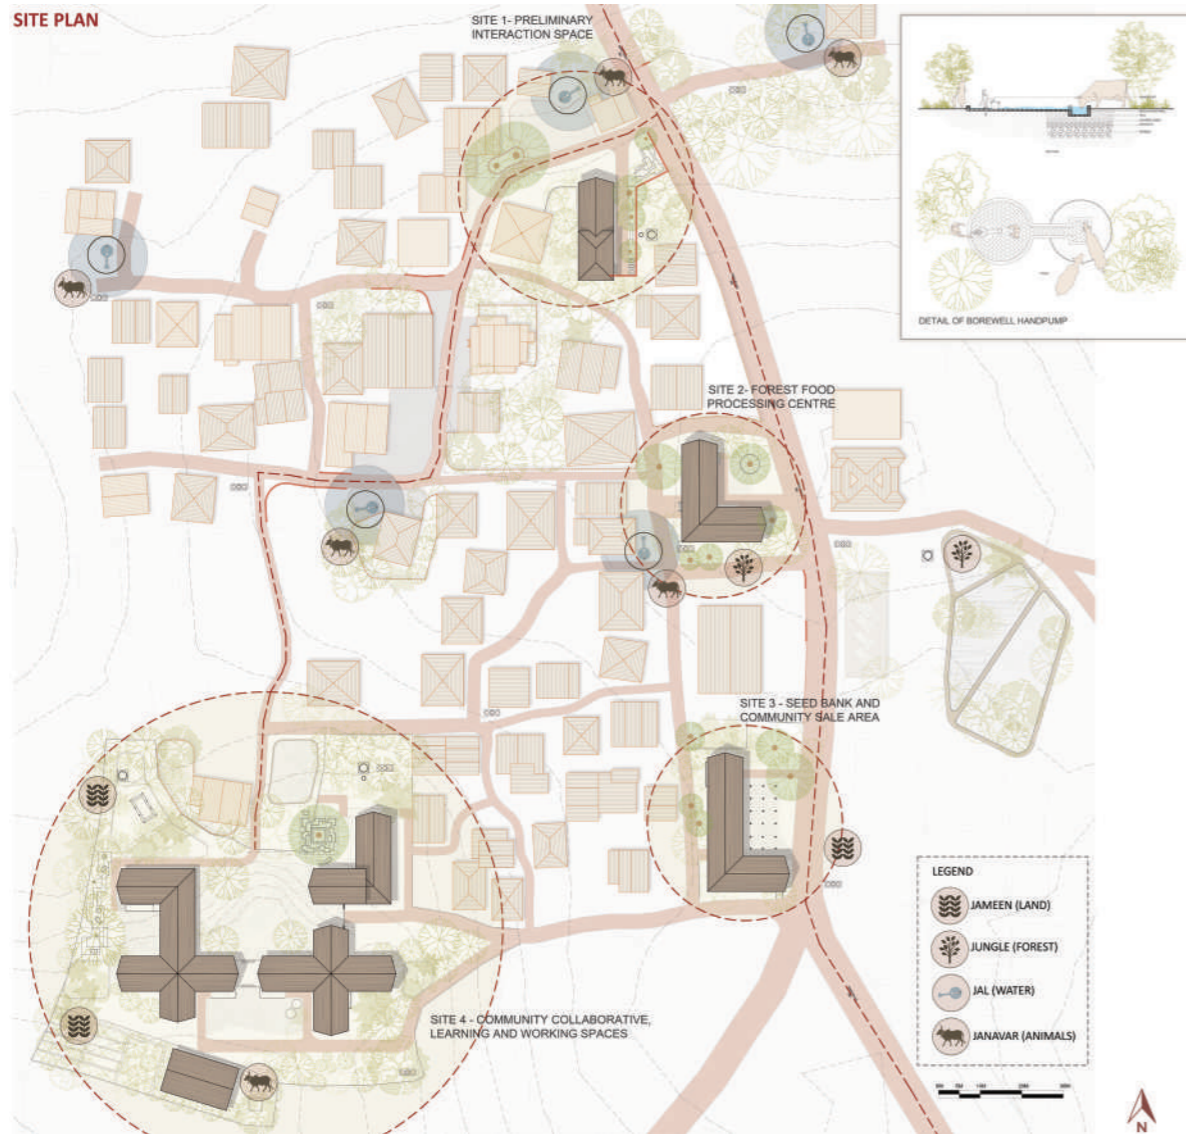 SITE PLAN
SITE 1- PRELIMINARY
INTERACTION SPACE
DETAIL OF BOREWELL HANDPUMP
SITE 2- FOREST FOOD
PROCESSING CENTRE
SITE 3 - SEED BANK AND
COMMUNITY SALE AREA
SITE 4 - COMMUNITY COLLABORATIVE,
LEARNING AND WORKING SPACES
LEGEND
JAMEEN (LAND)
JUNGLE (FOREST)
JAL (WATER)
JANAVAR (ANIMALS)
N